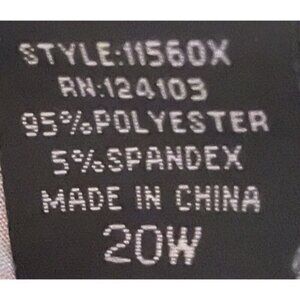 STYLE:11560X
RN:124103
95%POLYESTER
5%SPANDEX
MADE IN CHINA
20W